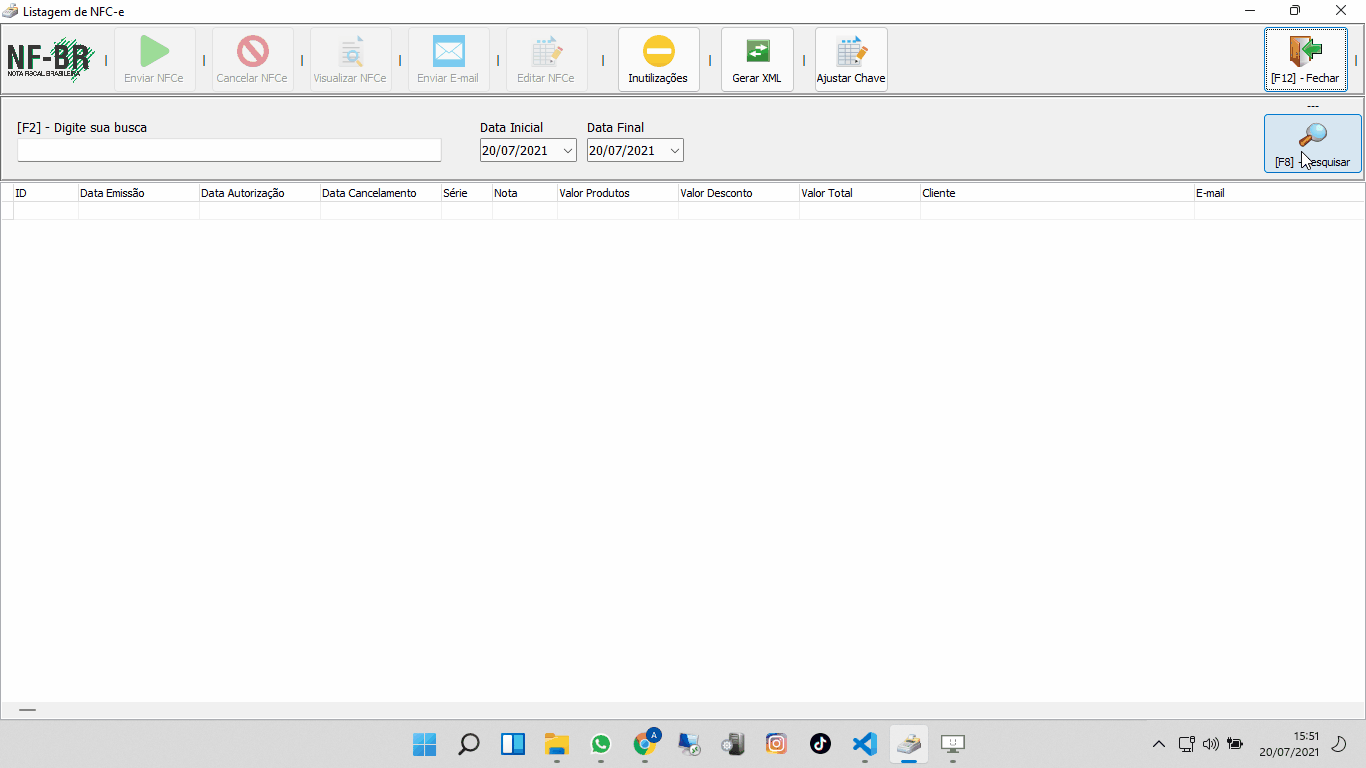 Listagem de NFC-e
NF-BR
NOTA FISCAL BRASILEIRA
Enviar NFCe
Cancelar NFCe
Visualizar NFCe
Enviar E-mail
Editar NFCe
Inutilizações
Gerar XML
Ajustar Chave
[F12] - Fechar
---
[F2] - Digite sua busca
Data Inicial
Data Final
20/07/2021
20/07/2021
[F8] - Pesquisar
ID
Data Emissão
Data Autorização
Data Cancelamento
Série
Nota
Valor Produtos
Valor Desconto
Valor Total
Cliente
E-mail
A
15:51
20/07/2021